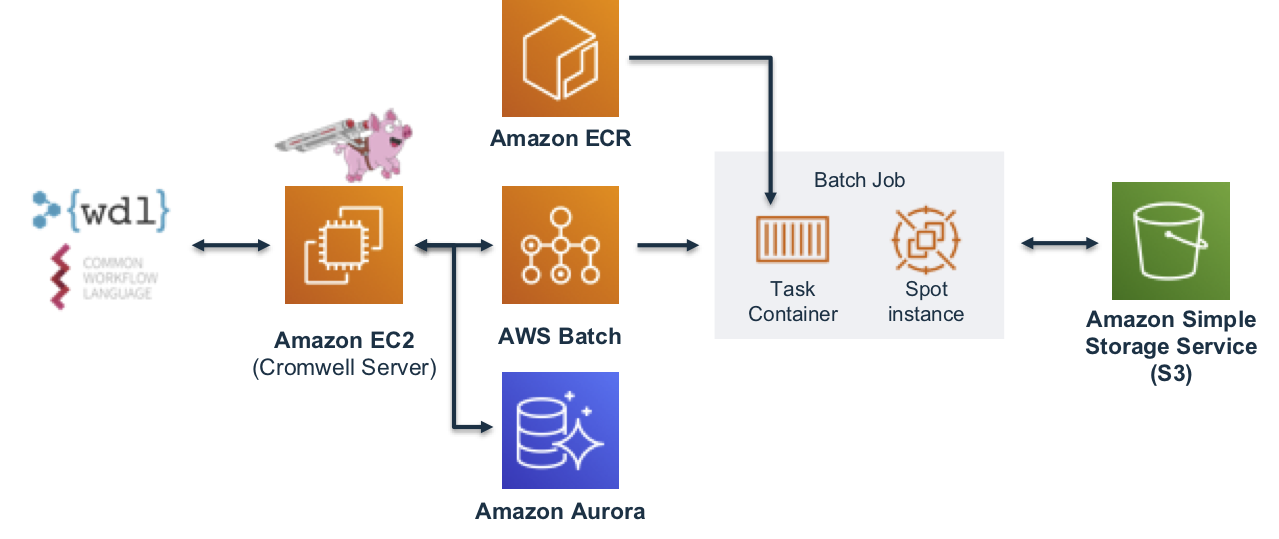 Amazon ECR
{wdl}
COMMON
WORKFLOW
LANGUAGE
Amazon EC2
(Cromwell Server)
AWS Batch
Amazon Aurora
Batch Job
Task
Container
Spot
instance
Amazon Simple
Storage Service
(S3)